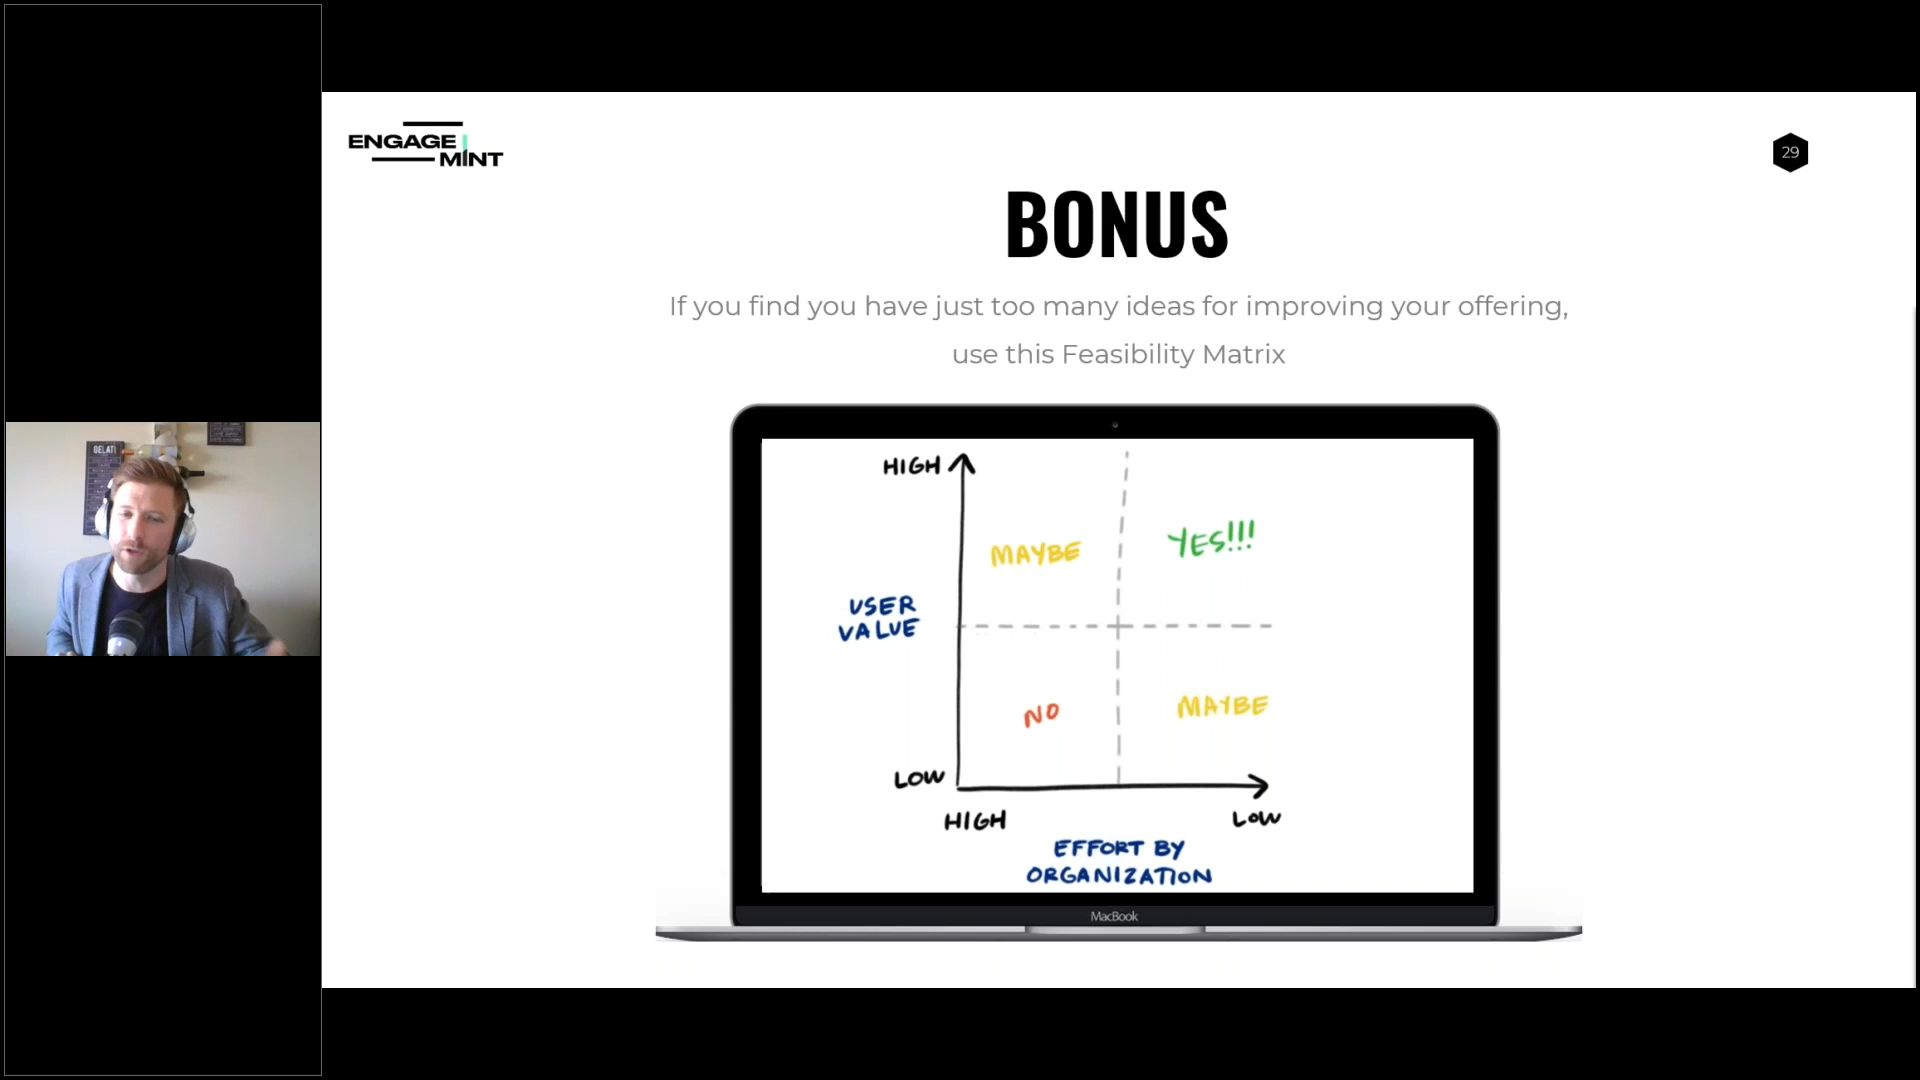 ENGAGE
MINT
29
BONUS
If you find you have just too many ideas for improving your offering,
use this Feasibility Matrix
HIGH
MAYBE
YES!!!
USER
VALUE
NO
MAYBE
LOW
HIGH
LOW
EFFORT BY
ORGANIZATION
MacBook
GELATI